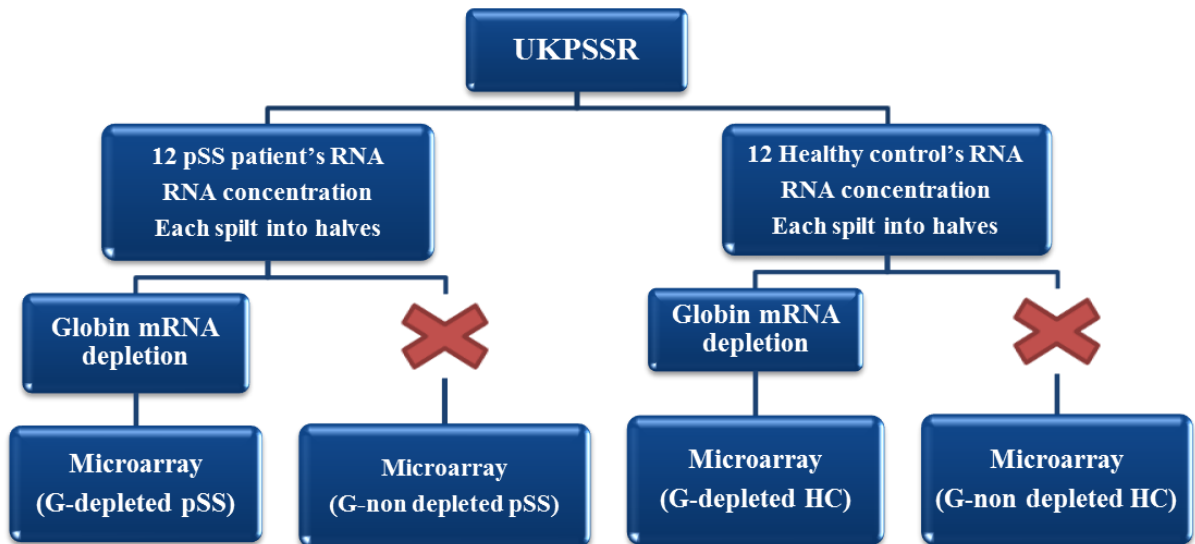 UKPSSR
12 pSS patient's RNA
RNA concentration
Each spilt into halves
12 Healthy control's RNA
RNA concentration
Each spilt into halves
Globin mRNA
depletion
Globin mRNA
depletion
Microarray
(G-depleted pSS)
Microarray
(G-non depleted pSS)
Microarray
(G-depleted HC)
Microarray
(G-non depleted HC)